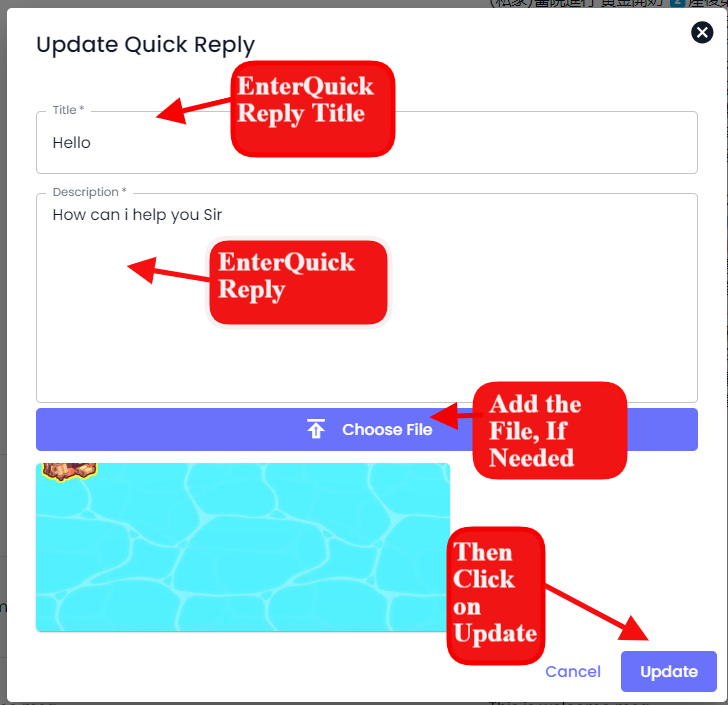 Update Quick Reply
EnterQuick
Reply Title
Title *
Hello
Description *
How can i help you Sir
EnterQuick
Reply
Choose File
Add the
File, If
Needed
Then
Click
on
Update
Cancel
Update